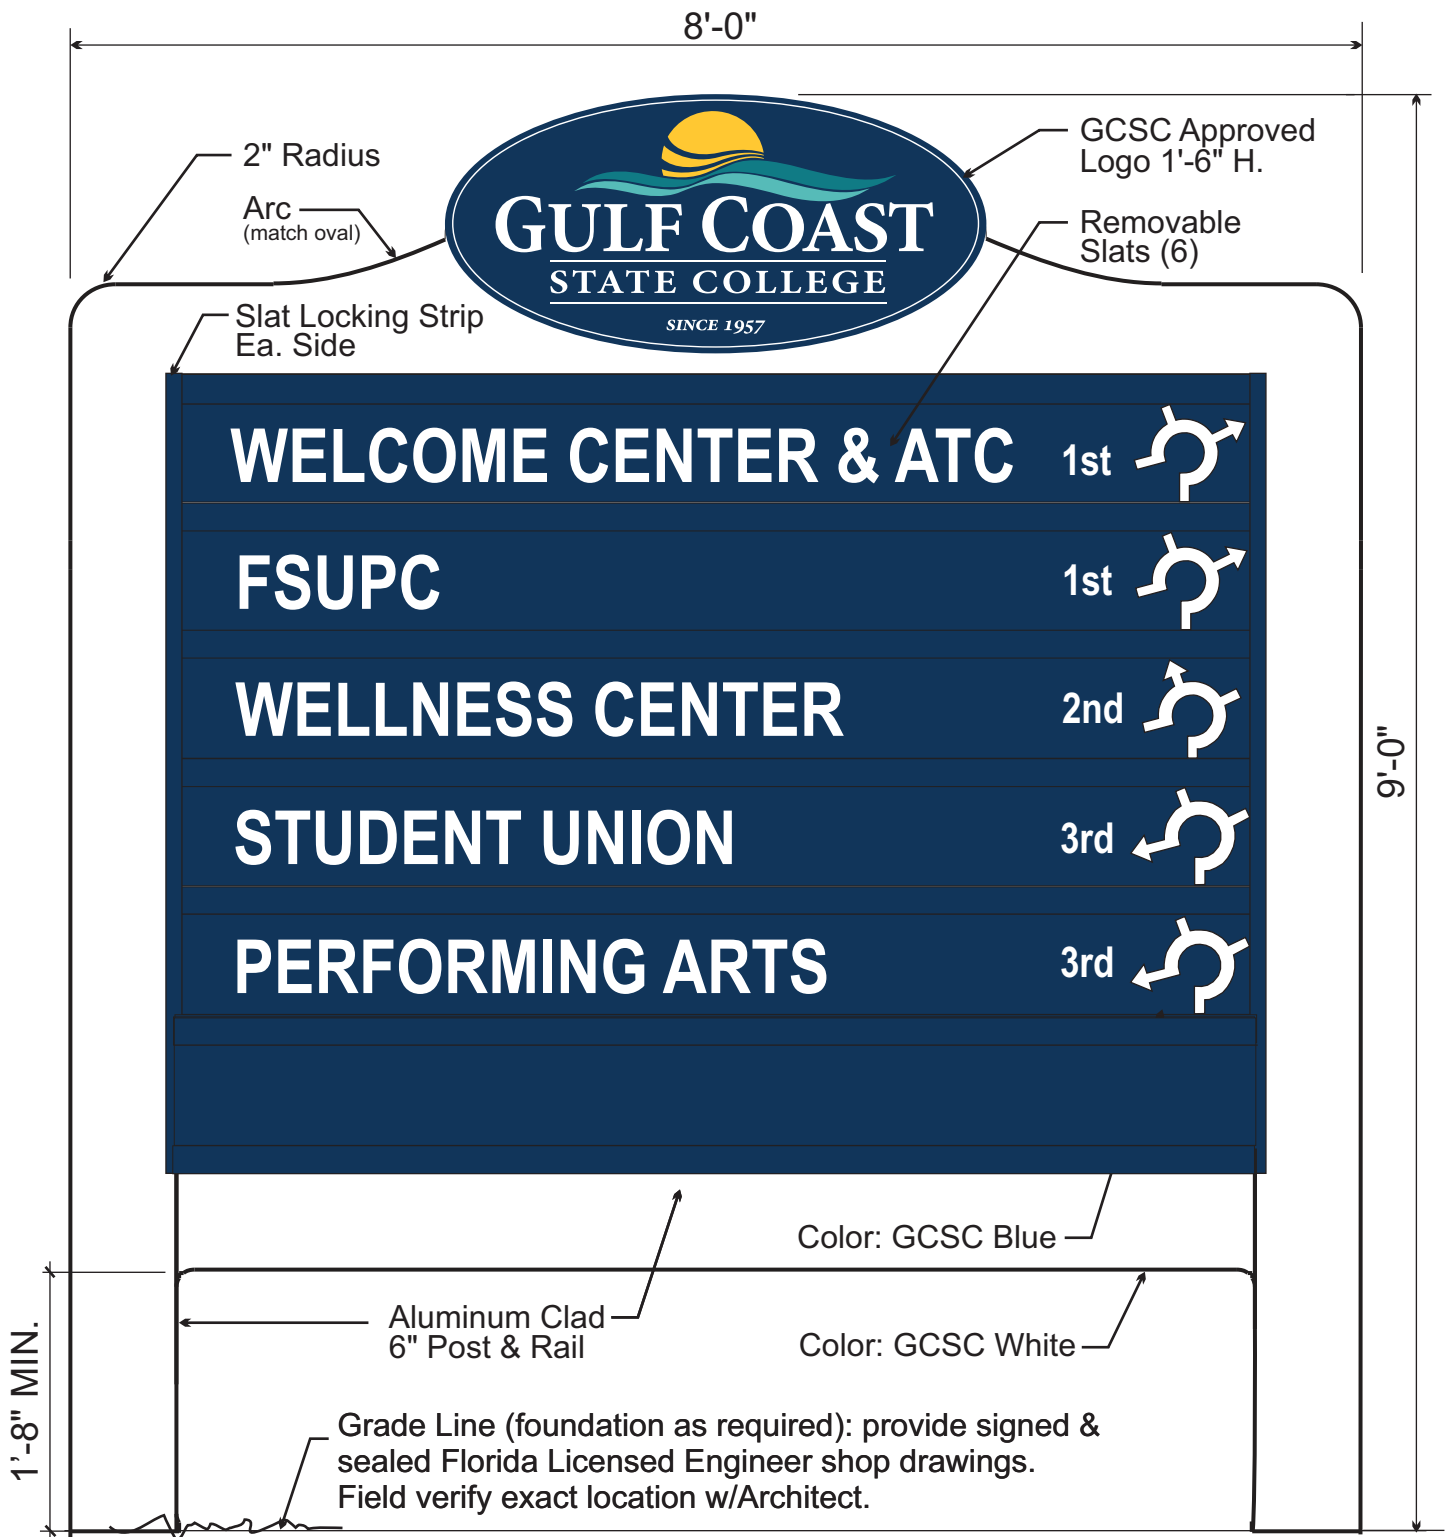 8'-0"
GCSC Approved
Logo 1'-6" H.
2" Radius
Arc
(match oval)
Removable
Slats (6)
GULF COAST
STATE COLLEGE
SINCE 1957
Slat Locking Strip
Ea. Side
WELCOME CENTER & ATC 1st
FSUPC 1st
WELLNESS CENTER 2nd
STUDENT UNION 3rd
PERFORMING ARTS 3rd
9'-0"
Color: GCSC Blue
Aluminum Clad
6" Post & Rail
Color: GCSC White
1'-8" MIN.
Grade Line (foundation as required): provide signed &
sealed Florida Licensed Engineer shop drawings.
Field verify exact location w/Architect.